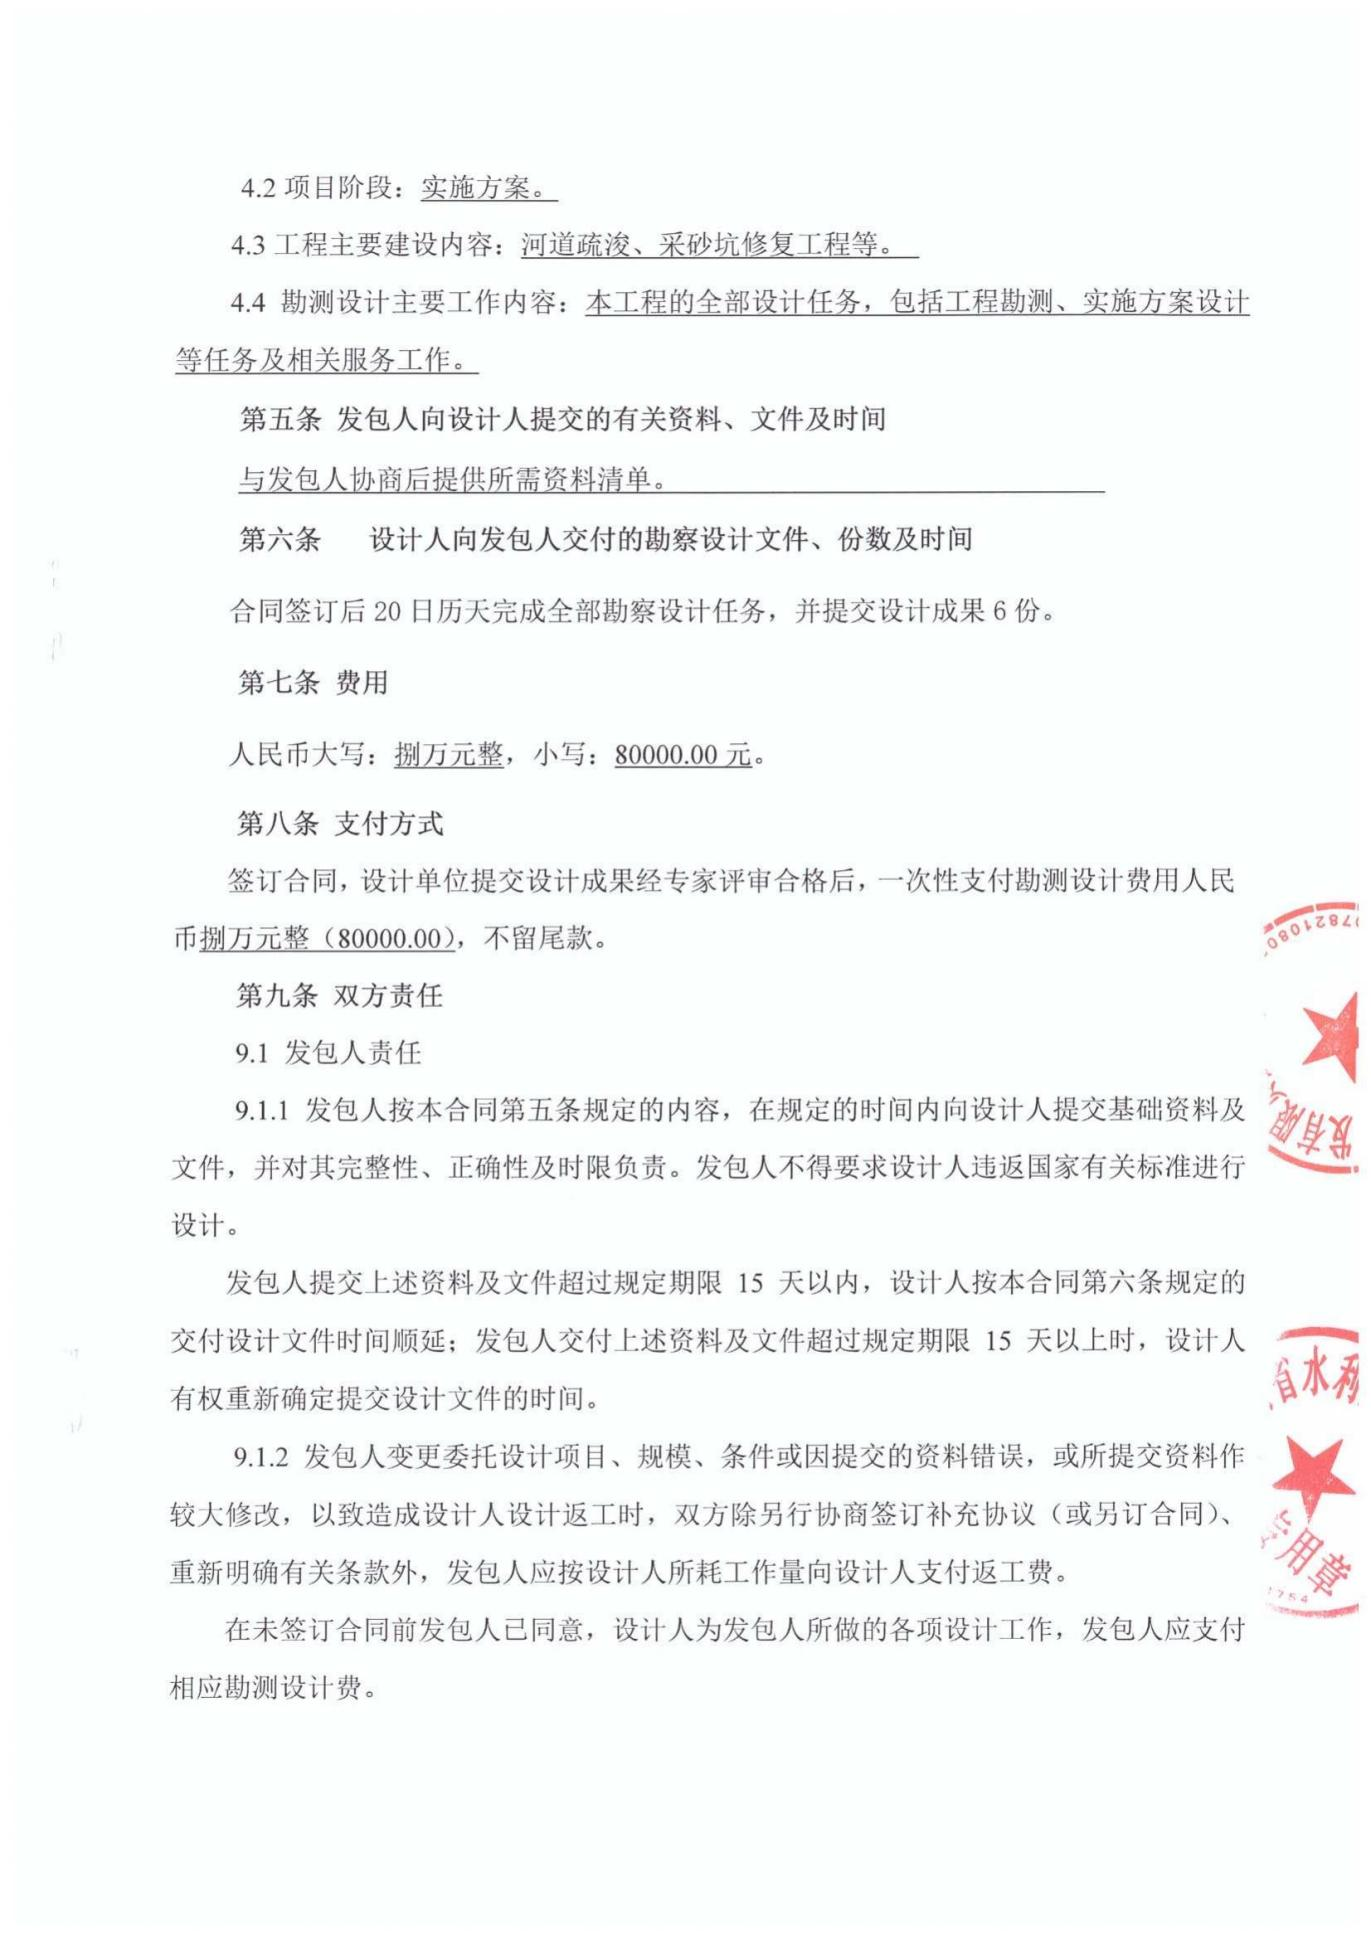 4.2 项目阶段：实施方案。
4.3 工程主要建设内容：河道疏浚、采砂坑修复工程等。
4.4 勘测设计主要工作内容：本工程的全部设计任务，包括工程勘测、实施方案设计
等任务及相关服务工作。
第五条 发包人向设计人提交的有关资料、文件及时间
与发包人协商后提供所需资料清单。
第六条 设计人向发包人交付的勘察设计文件、份数及时间
合同签订后 20 日历天完成全部勘察设计任务，并提交设计成果 6 份。
第七条 费用
人民币大写：捌万元整，小写：80000.00 元。
第八条 支付方式
签订合同，设计单位提交设计成果经专家评审合格后，一次性支付勘测设计费用人民
币捌万元整（80000.00），不留尾款。
第九条 双方责任
9.1 发包人责任
9.1.1 发包人按本合同第五条规定的内容，在规定的时间内向设计人提交基础资料及
文件，并对其完整性、正确性及时限负责。发包人不得要求设计人违返国家有关标准进行
设计。
发包人提交上述资料及文件超过规定期限 15 天以内，设计人按本合同第六条规定的
交付设计文件时间顺延；发包人交付上述资料及文件超过规定期限 15 天以上时，设计人
有权重新确定提交设计文件的时间。
9.1.2 发包人变更委托设计项目、规模、条件或因提交的资料错误，或所提交资料作
较大修改，以致造成设计人设计返工时，双方除另行协商签订补充协议（或另订合同）、
重新明确有关条款外，发包人应按设计人所耗工作量向设计人支付返工费。
在未签订合同前发包人已同意，设计人为发包人所做的各项设计工作，发包人应支付
相应勘测设计费。
发有限
省水利
用章